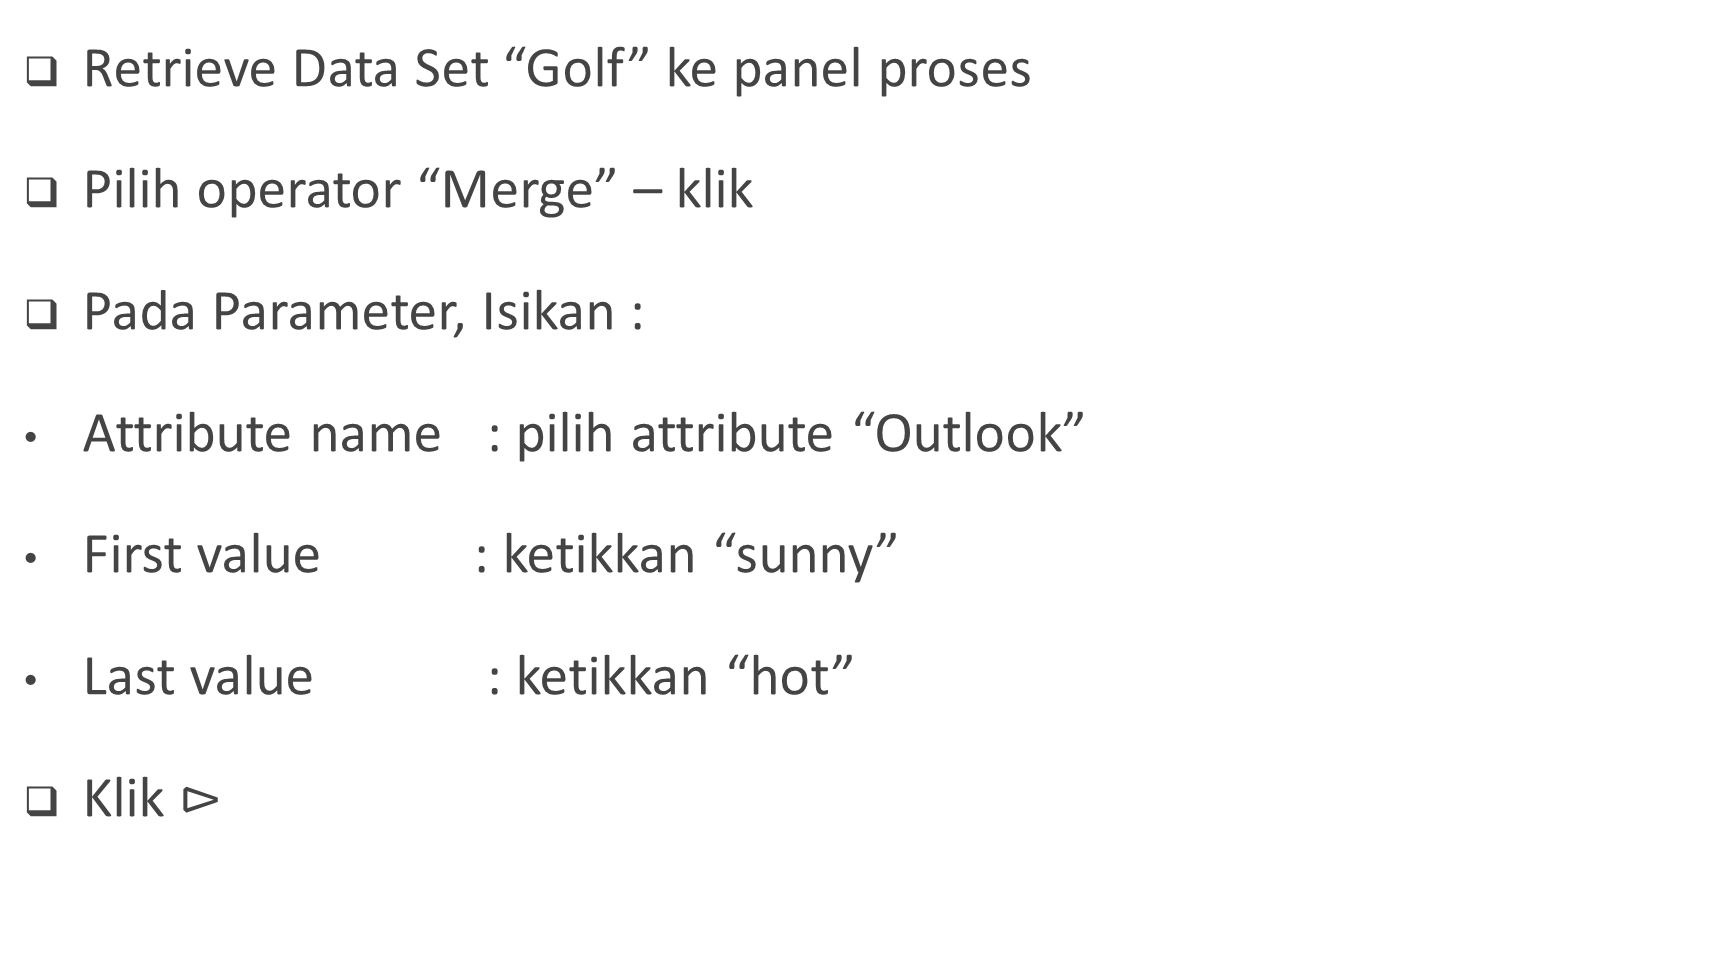 ❑ Retrieve Data Set “Golf” ke panel proses
❑ Pilih operator “Merge” – klik
❑ Pada Parameter, Isikan :
• Attribute name : pilih attribute “Outlook”
• First value : ketikkan “sunny”
• Last value : ketikkan “hot”
❑ Klik ▻